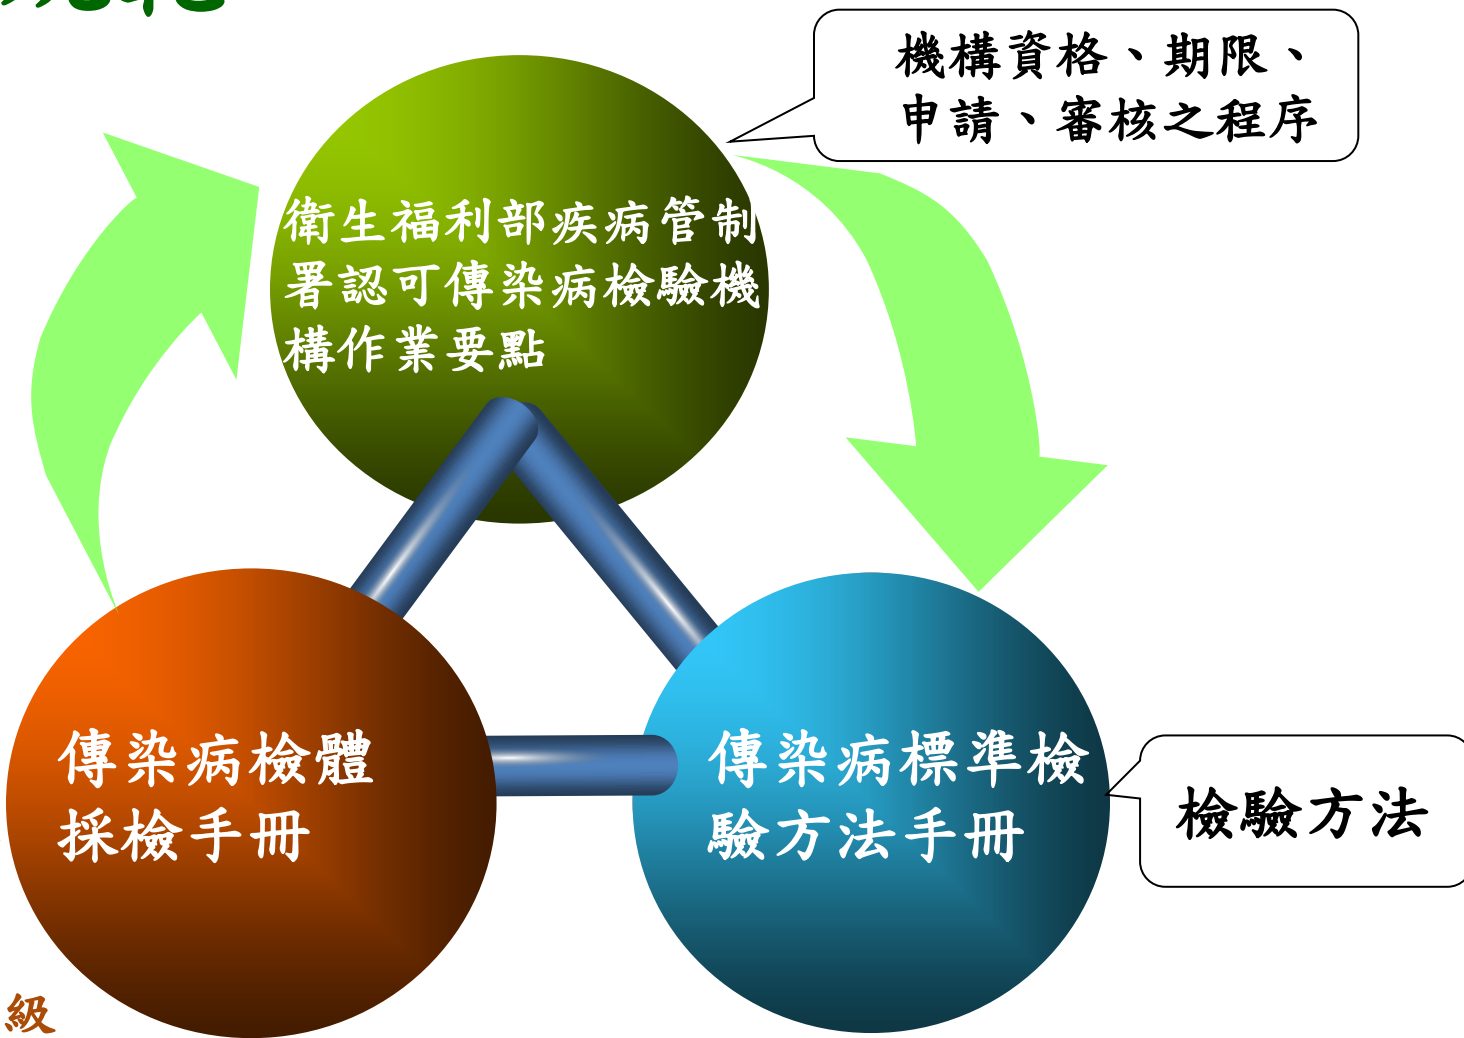 機構資格、期限、
申請、審核之程序
衛生福利部疾病管制
署認可傳染病檢驗機
構作業要點
傳染病檢體
採檢手冊
傳染病標準檢
驗方法手冊
檢驗方法
級